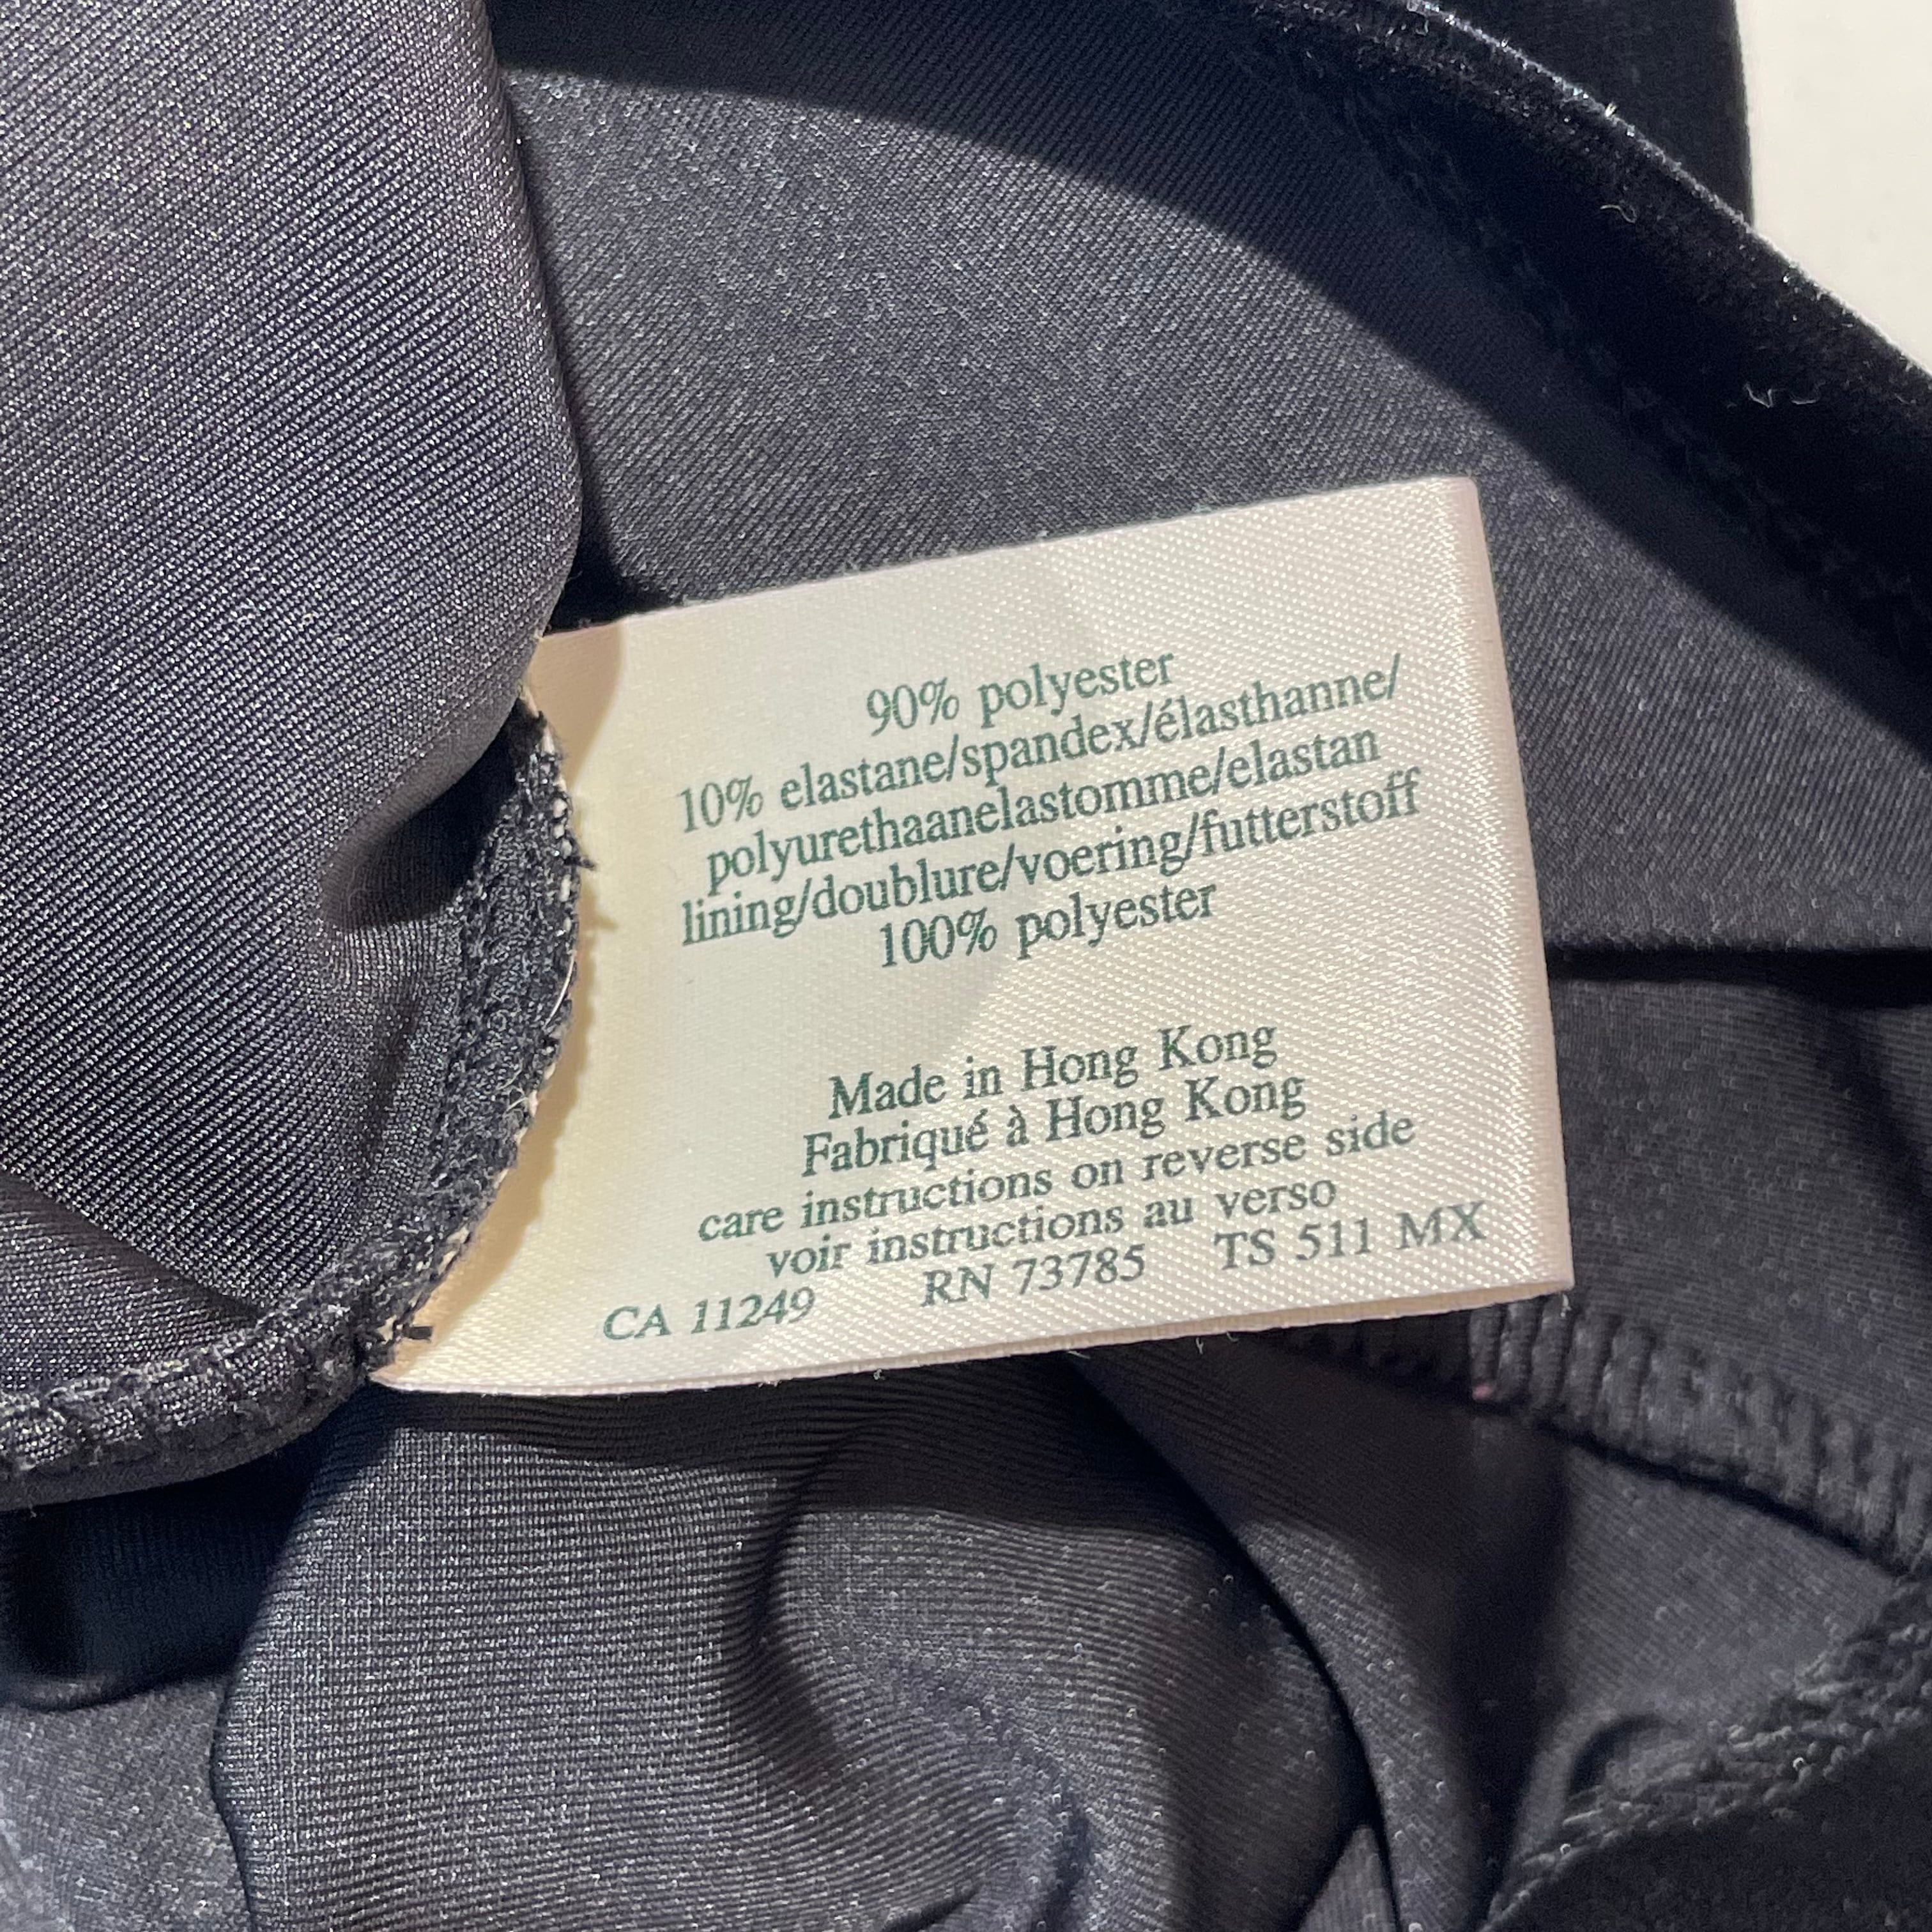 90% polyester
10% elastane/spandex/élasthanne/
polyurethaanelastomme/elastan
lining/doublure/voering/futterstoff
100% polyester
Made in Hong Kong
Fabriqué à Hong Kong
care instructions on reverse side
voir instructions au verso
CA 11249 RN 73785 TS 511 MX